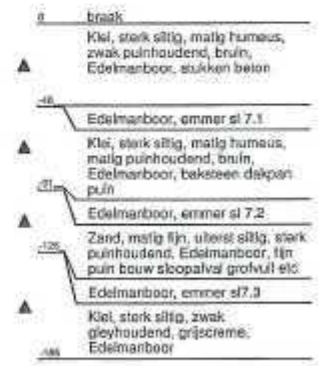 0 braak
Klei, sterk siltig, matig humeus,
zwak puinhoudend, bruin,
Edelmanboor, stukken beton
Edelmanboor, emmer sl 7.1
Klei, sterk siltig, matig humeus,
matig puinhoudend, bruin,
Edelmanboor, baksteen dakpan
puin
Edelmanboor, emmer sl 7.2
Zand, matig fijn, uiterst siltig, sterk
-125
puinhoudend, Edelmanboor, fijn
puin bouw sloopafval grofvuil etc
Edelmanboor, emmer sl7.3
Klei, sterk siltig, zwak
gleyhoudend, grijscreme,
Edelmanboor